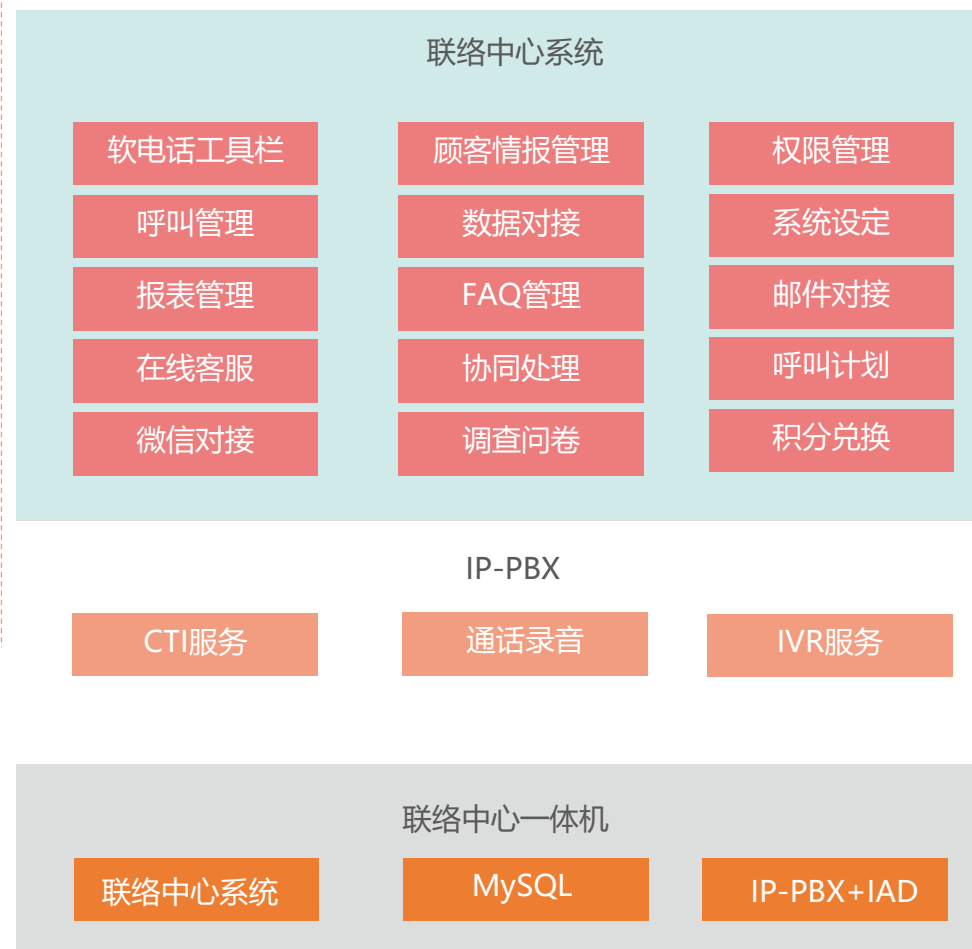 联络中心系统
软电话工具栏
顾客情报管理
权限管理
呼叫管理
数据对接
系统设定
报表管理
FAQ管理
邮件对接
在线客服
协同处理
呼叫计划
微信对接
调查问卷
积分兑换
IP-PBX
CTI服务
通话录音
IVR服务
联络中心一体机
联络中心系统
MySQL
IP-PBX+IAD